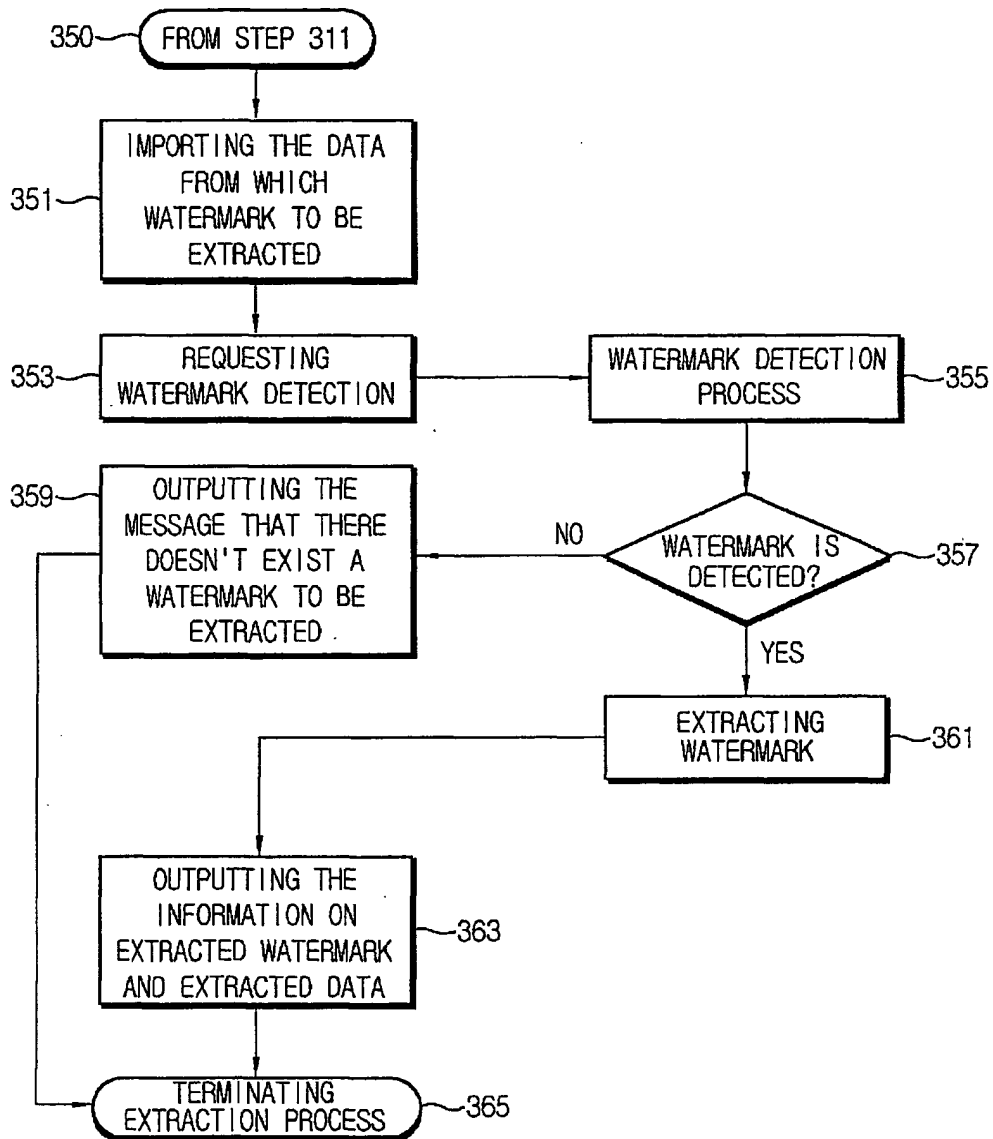 350
FROM STEP 311
351
IMPORTING THE DATA
FROM WHICH
WATERMARK TO BE
EXTRACTED
353
REQUESTING
WATERMARK DETECTION
WATERMARK DETECTION
PROCESS
355
359
OUTPUTTING THE
MESSAGE THAT THERE
DOESN'T EXIST A
WATERMARK TO BE
EXTRACTED
NO
WATERMARK IS
DETECTED?
357
YES
EXTRACTING
WATERMARK
361
OUTPUTTING THE
INFORMATION ON
EXTRACTED WATERMARK
AND EXTRACTED DATA
363
TERMINATING
EXTRACTION PROCESS
365